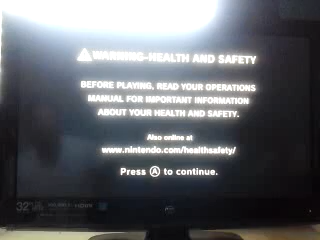 WARNING-HEALTH AND SAFETY
BEFORE PLAYING, READ YOUR OPERATIONS
MANUAL FOR IMPORTANT INFORMATION
ABOUT YOUR HEALTH AND SAFETY.
Also online at
www.nintendo.com/healthsafety/
Press A to continue.
32